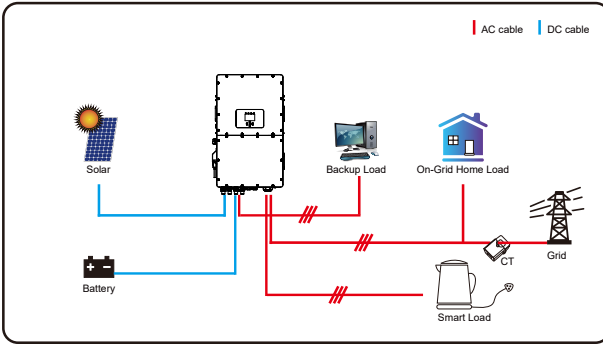 AC cable
DC cable
Solar
Backup Load
On-Grid Home Load
CT
Grid
Battery
Smart Load